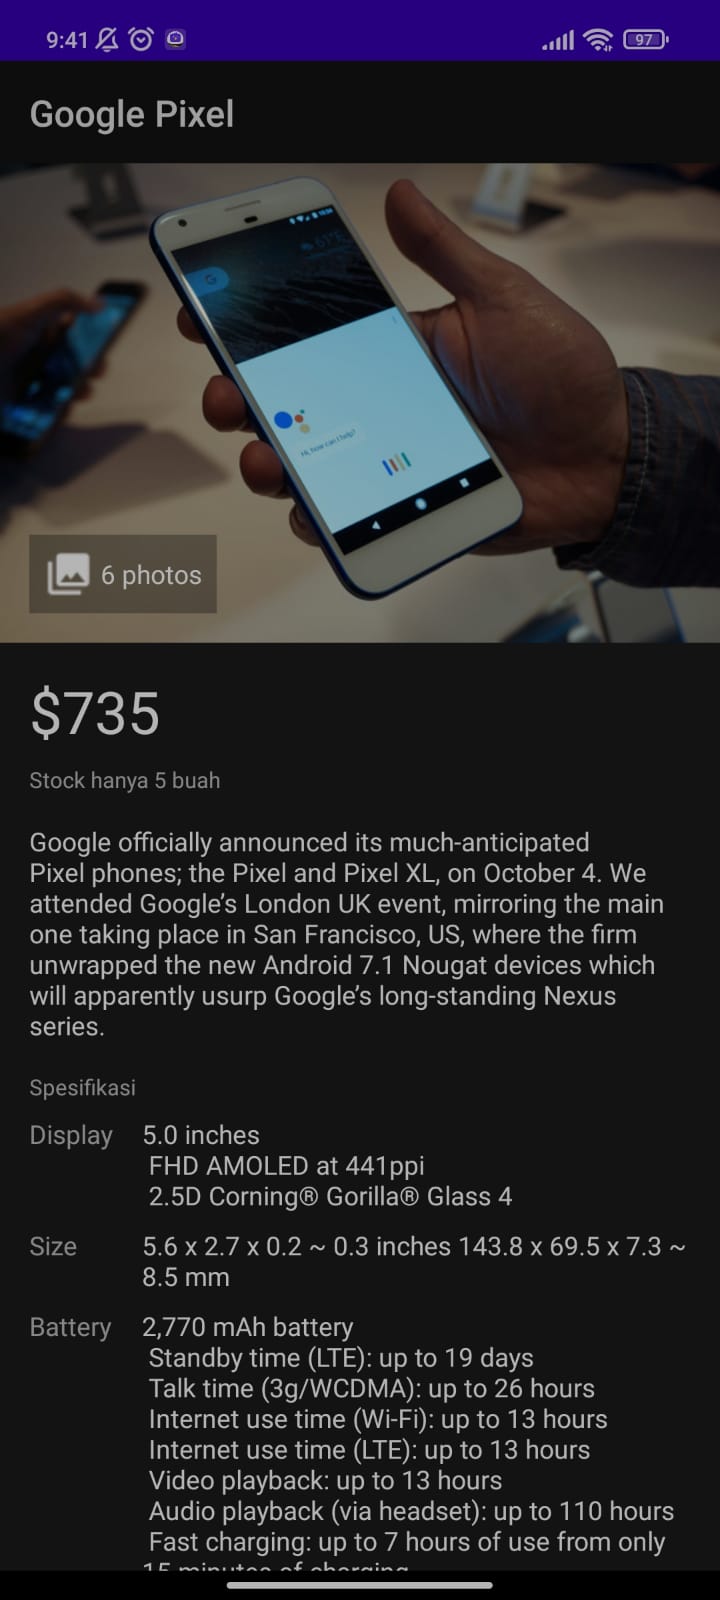 9:41
97
Google Pixel
G
Hi, how can I help?
6 photos
$735
Stock hanya 5 buah
Google officially announced its much-anticipated
Pixel phones; the Pixel and Pixel XL, on October 4. We
attended Google’s London UK event, mirroring the main
one taking place in San Francisco, US, where the firm
unwrapped the new Android 7.1 Nougat devices which
will apparently usurp Google’s long-standing Nexus
series.
Spesifikasi
Display 5.0 inches
FHD AMOLED at 441ppi
2.5D Corning® Gorilla® Glass 4
Size 5.6 x 2.7 x 0.2 ~ 0.3 inches 143.8 x 69.5 x 7.3 ~
8.5 mm
Battery 2,770 mAh battery
Standby time (LTE): up to 19 days
Talk time (3g/WCDMA): up to 26 hours
Internet use time (Wi-Fi): up to 13 hours
Internet use time (LTE): up to 13 hours
Video playback: up to 13 hours
Audio playback (via headset): up to 110 hours
Fast charging: up to 7 hours of use from only
15 minutes of charging